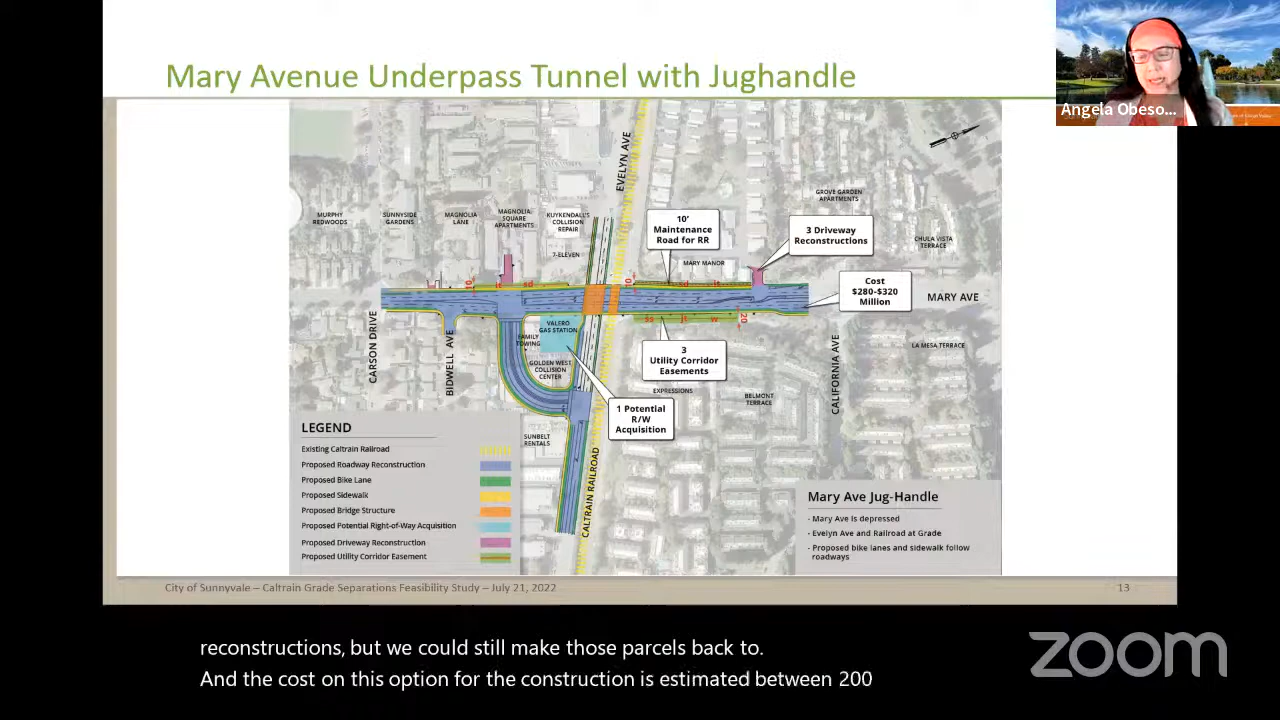 Mary Avenue Underpass Tunnel with Jughandle
Angela Obeso...
EVELYN AVE
GROVE GARDEN
APARTMENTS
MURPHY
REDWOODS
SUNNYSIDE
GARDENS
MAGNOLIA
LANE
MAGNOLIA
SQUARE
APARTMENTS
KUYKENDALL'S
COLLISION
REPAIR
10'
Maintenance
Road for RR
3 Driveway
Reconstructions
CHULA VISTA
TERRACE
7-ELEVEN
MARY MANOR
Cost
$280-$320
Million
MARY AVE
CARSON DRIVE
BIDWELL AVE
VALERO
GAS STATION
FAMILY
TOWING
GOLDEN WEST
COLLISION
CENTER
3
Utility Corridor
Easements
CALIFORNIA AVE
LA MESA TERRACE
EXPRESSIONS
BELMONT
TERRACE
1 Potential
R/W
Acquisition
SUNBELT
RENTALS
CALTRAIN RAILROAD
LEGEND
Existing Caltrain Railroad
Proposed Roadway Reconstruction
Proposed Bike Lane
Proposed Sidewalk
Proposed Bridge Structure
Proposed Potential Right-of-Way Acquisition
Proposed Driveway Reconstruction
Proposed Utility Corridor Easement
Mary Ave Jug-Handle
- Mary Ave is depressed
- Evelyn Ave and Railroad at Grade
- Proposed bike lanes and sidewalk follow
roadways
City of Sunnyvale – Caltrain Grade Separations Feasibility Study – July 21, 2022
13
reconstructions, but we could still make those parcels back to.
And the cost on this option for the construction is estimated between 200
zoom